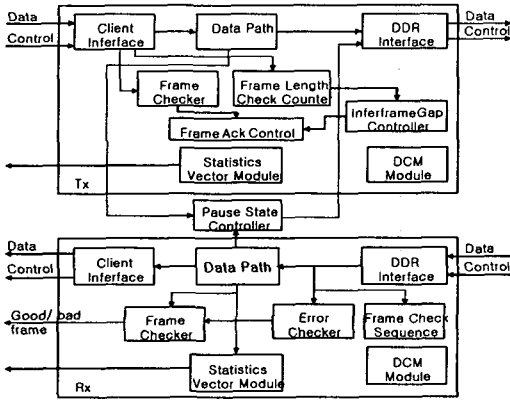 Data
Control
Client
Inferface
Data Path
DDR
Interface
Data
Control
Frame
Checker
Frame Length
Check Counter
InferframeGap
Controller
Frame Ack Control
Statistics
Vector Module
DCM
Module
Tx
Pause State
Controller
Data
Control
Client
Inferface
Data Path
DDR
Interface
Data
Control
Good/ bad
frame
Frame
Checker
Error
Checker
Frame Check
Sequence
Statistics
Vector Module
DCM
Module
Rx